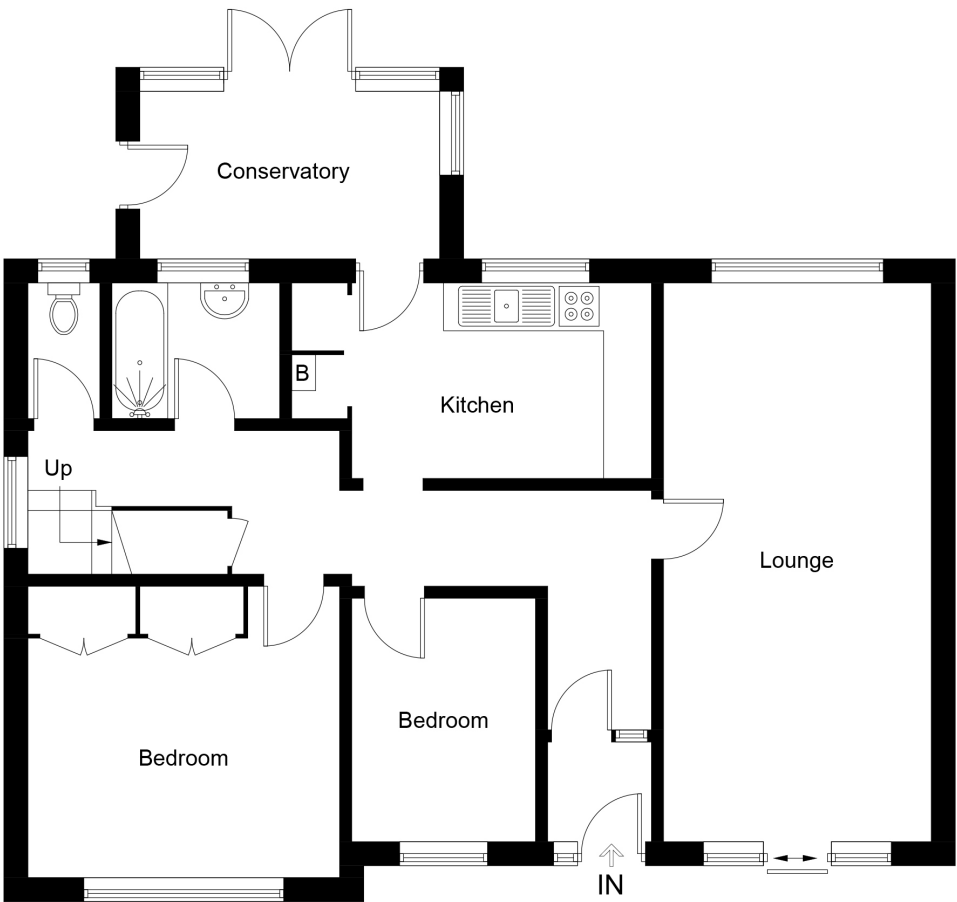 Conservatory
B
Kitchen
Up
Lounge
Bedroom
Bedroom
IN